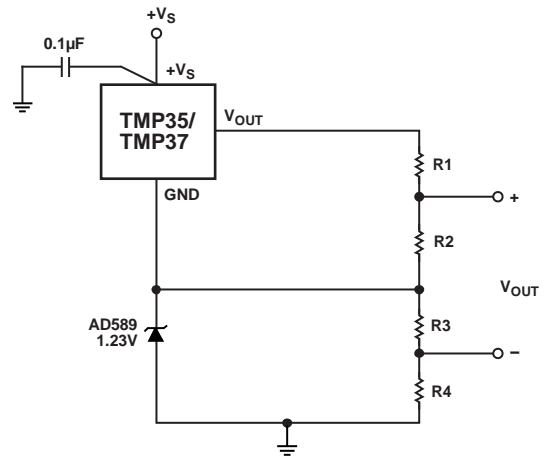 +VS
0.1µF
+VS
TMP35/
TMP37
VOUT
R1
GND
+
R2
VOUT
AD589
1.23V
R3
−
R4